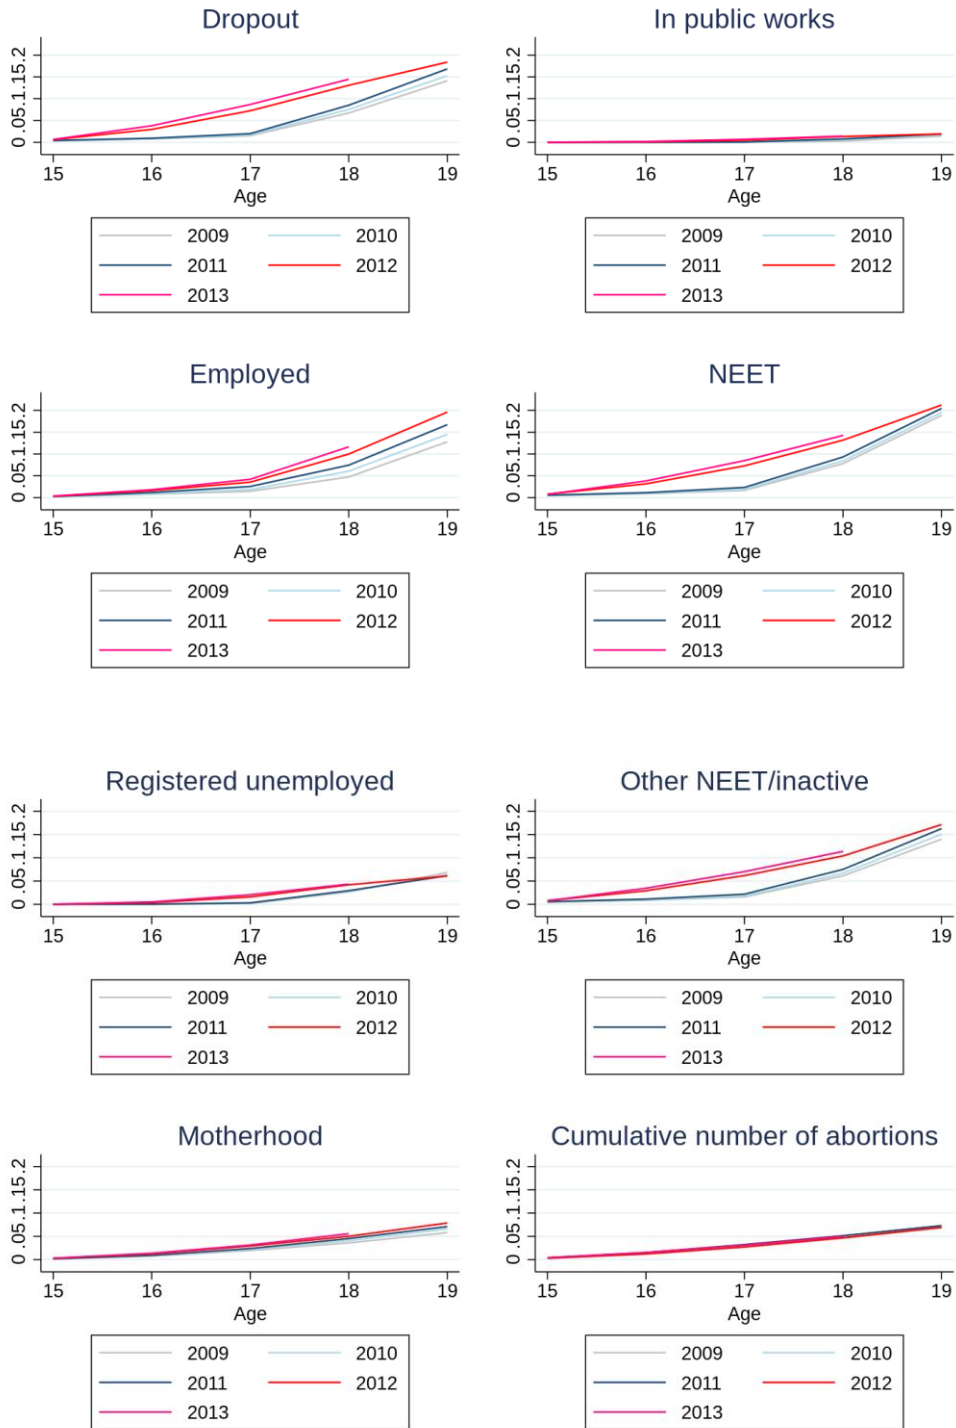 Dropout
0 .05 .1 .15 .2
15 16 17 18 19
Age
2009 2010
2011 2012
2013
In public works
0 .05 .1 .15 .2
15 16 17 18 19
Age
2009 2010
2011 2012
2013
Employed
0 .05 .1 .15 .2
15 16 17 18 19
Age
2009 2010
2011 2012
2013
NEET
0 .05 .1 .15 .2
15 16 17 18 19
Age
2009 2010
2011 2012
2013
Registered unemployed
0 .05 .1 .15 .2
15 16 17 18 19
Age
2009 2010
2011 2012
2013
Other NEET/inactive
0 .05 .1 .15 .2
15 16 17 18 19
Age
2009 2010
2011 2012
2013
Motherhood
0 .05 .1 .15 .2
15 16 17 18 19
Age
2009 2010
2011 2012
2013
Cumulative number of abortions
0 .05 .1 .15 .2
15 16 17 18 19
Age
2009 2010
2011 2012
2013